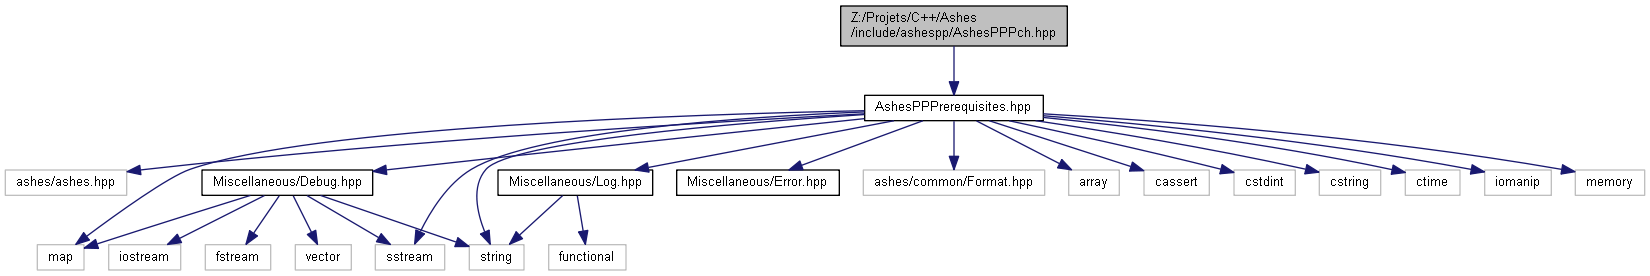 Z:/Projets/C++/Ashes
/include/ashespp/AshesPPPch.hpp
AshesPPPrerequisites.hpp
ashes/ashes.hpp
Miscellaneous/Debug.hpp
Miscellaneous/Log.hpp
Miscellaneous/Error.hpp
ashes/common/Format.hpp
array
cassert
cstdint
cstring
ctime
iomanip
memory
map
iostream
fstream
vector
sstream
string
functional